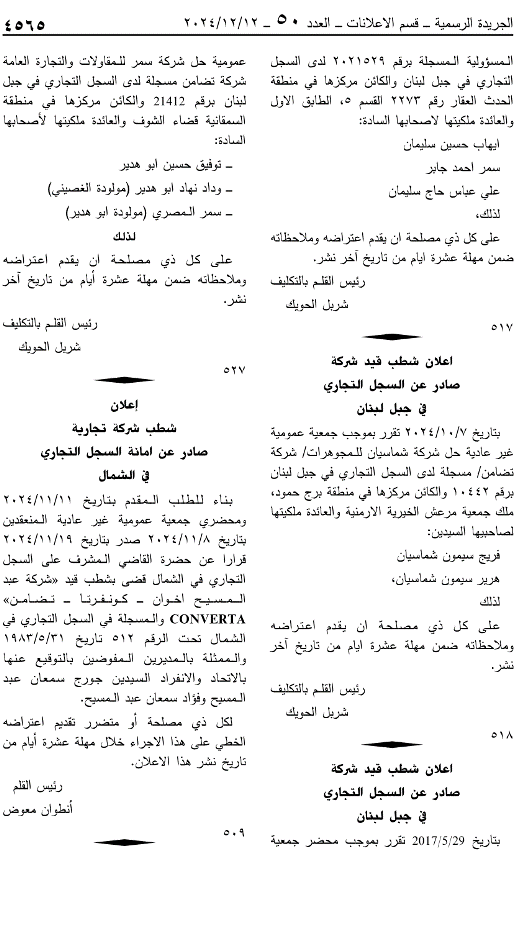 الجريدة الرسمية ــ قسم الاعلانات ــ العدد ٥٠ ــ ٢٠٢٤/١٢/١٢
٤٥٦٥
المسؤولية المسجلة برقم ٢٠٢١٥٢٩ لدى السجل
التجاري في جبل لبنان والكائن مركزها في منطقة
الحدث العقار رقم ٢٢٧٣ القسم ٥، الطابق الاول
والعائدة ملكيتها لاصحابها السادة:
ايهاب حسين سليمان
سمر احمد جابر
علي عباس حاج سليمان
لذلك،
على كل ذي مصلحة ان يقدم اعتراضه وملاحظاته
ضمن مهلة عشرة ايام من تاريخ آخر نشر.
رئيس القلم بالتكليف
شربل الحويك
٥١٧
اعلان شطب قيد شركة
صادر عن السجل التجاري
في جبل لبنان
بتاريخ ٢٠٢٤/١٠/٧ تقرر بموجب جمعية عمومية
غير عادية حل شركة شماسيان للمجوهرات/ شركة
تضامن/ مسجلة لدى السجل التجاري في جبل لبنان
برقم ١٠٤٤٢ والكائن مركزها في منطقة برج حمود،
ملك جمعية مرعش الخيرية الارمنية والعائدة ملكيتها
لصاحبيها السيدين:
فريج سيمون شماسيان
هرير سيمون شماسيان،
لذلك
على كل ذي مصلحة ان يقدم اعتراضه
وملاحظاته ضمن مهلة عشرة ايام من تاريخ آخر
نشر.
رئيس القلم بالتكليف
شربل الحويك
٥١٨
اعلان شطب قيد شركة
صادر عن السجل التجاري
في جبل لبنان
بتاريخ 2017/5/29 تقرر بموجب محضر جمعية
عمومية حل شركة سمر للمقاولات والتجارة العامة
شركة تضامن مسجلة لدى السجل التجاري في جبل
لبنان برقم 21412 والكائن مركزها في منطقة
السمقانية قضاء الشوف والعائدة ملكيتها لأصحابها
السادة:
ــ توفيق حسين ابو هدير
ــ وداد نهاد ابو هدير (مولودة الغصيني)
ــ سمر المصري (مولودة ابو هدير)
لذلك
على كل ذي مصلحة ان يقدم اعتراضه
وملاحظاته ضمن مهلة عشرة أيام من تاريخ آخر
نشر.
رئيس القلم بالتكليف
شربل الحويك
٥٢٧
إعلان
شطب شركة تجارية
صادر عن امانة السجل التجاري
في الشمال
بناء للطلب المقدم بتاريخ ٢٠٢٤/١١/١١
ومحضري جمعية عمومية غير عادية المنعقدين
بتاريخ ٢٠٢٤/١١/٨ صدر بتاريخ ٢٠٢٤/١١/١٩
قرارا عن حضرة القاضي المشرف على السجل
التجاري في الشمال قضى بشطب قيد «شركة عبد
المسيح اخوان ــ كونفرتا ــ تضامن»
CONVERTA والمسجلة في السجل التجاري في
الشمال تحت الرقم ٥١٢ تاريخ ١٩٨٣/٥/٣١
والممثلة بالمديرين المفوضين بالتوقيع عنها
بالاتحاد والانفراد السيدين جورج سمعان عبد
المسيح وفؤاد سمعان عبد المسيح.
لكل ذي مصلحة أو متضرر تقديم اعتراضه
الخطي على هذا الاجراء خلال مهلة عشرة أيام من
تاريخ نشر هذا الاعلان.
رئيس القلم
أنطوان معوض
٥٠٩